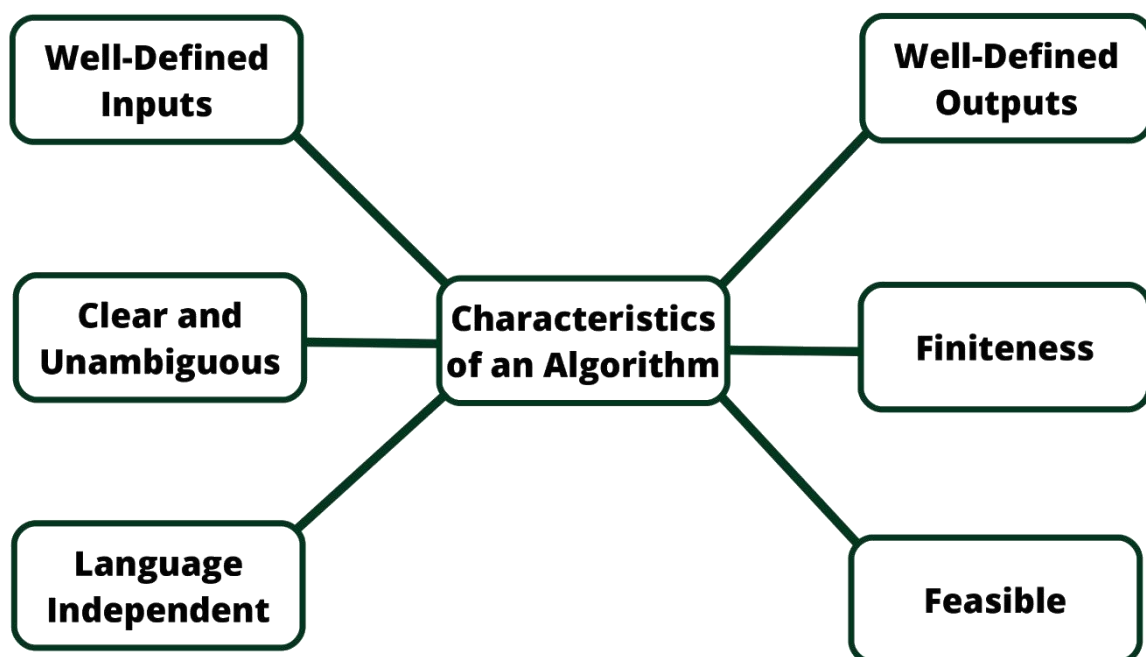 Well-Defined
Inputs
Well-Defined
Outputs
Clear and
Unambiguous
Characteristics
of an Algorithm
Finiteness
Language
Independent
Feasible